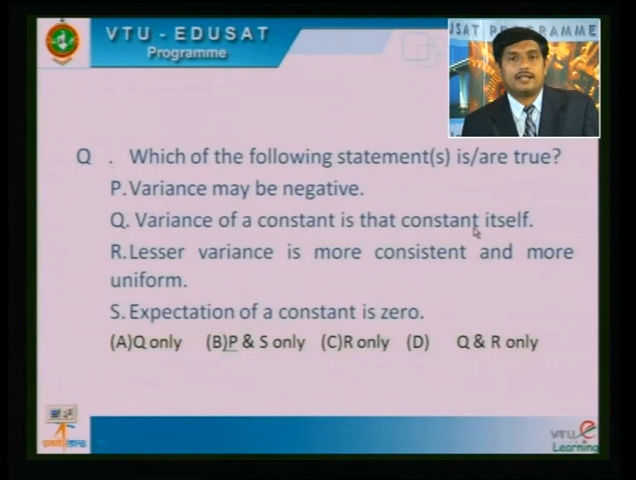 VTU - EDUSAT
Programme
USAT PROGRAMME
Q . Which of the following statement(s) is/are true?
P. Variance may be negative.
Q. Variance of a constant is that constant itself.
R. Lesser variance is more consistent and more
uniform.
S. Expectation of a constant is zero.
(A)Q only (B)P & S only (C)R only (D) Q & R only
VTU e
Learning